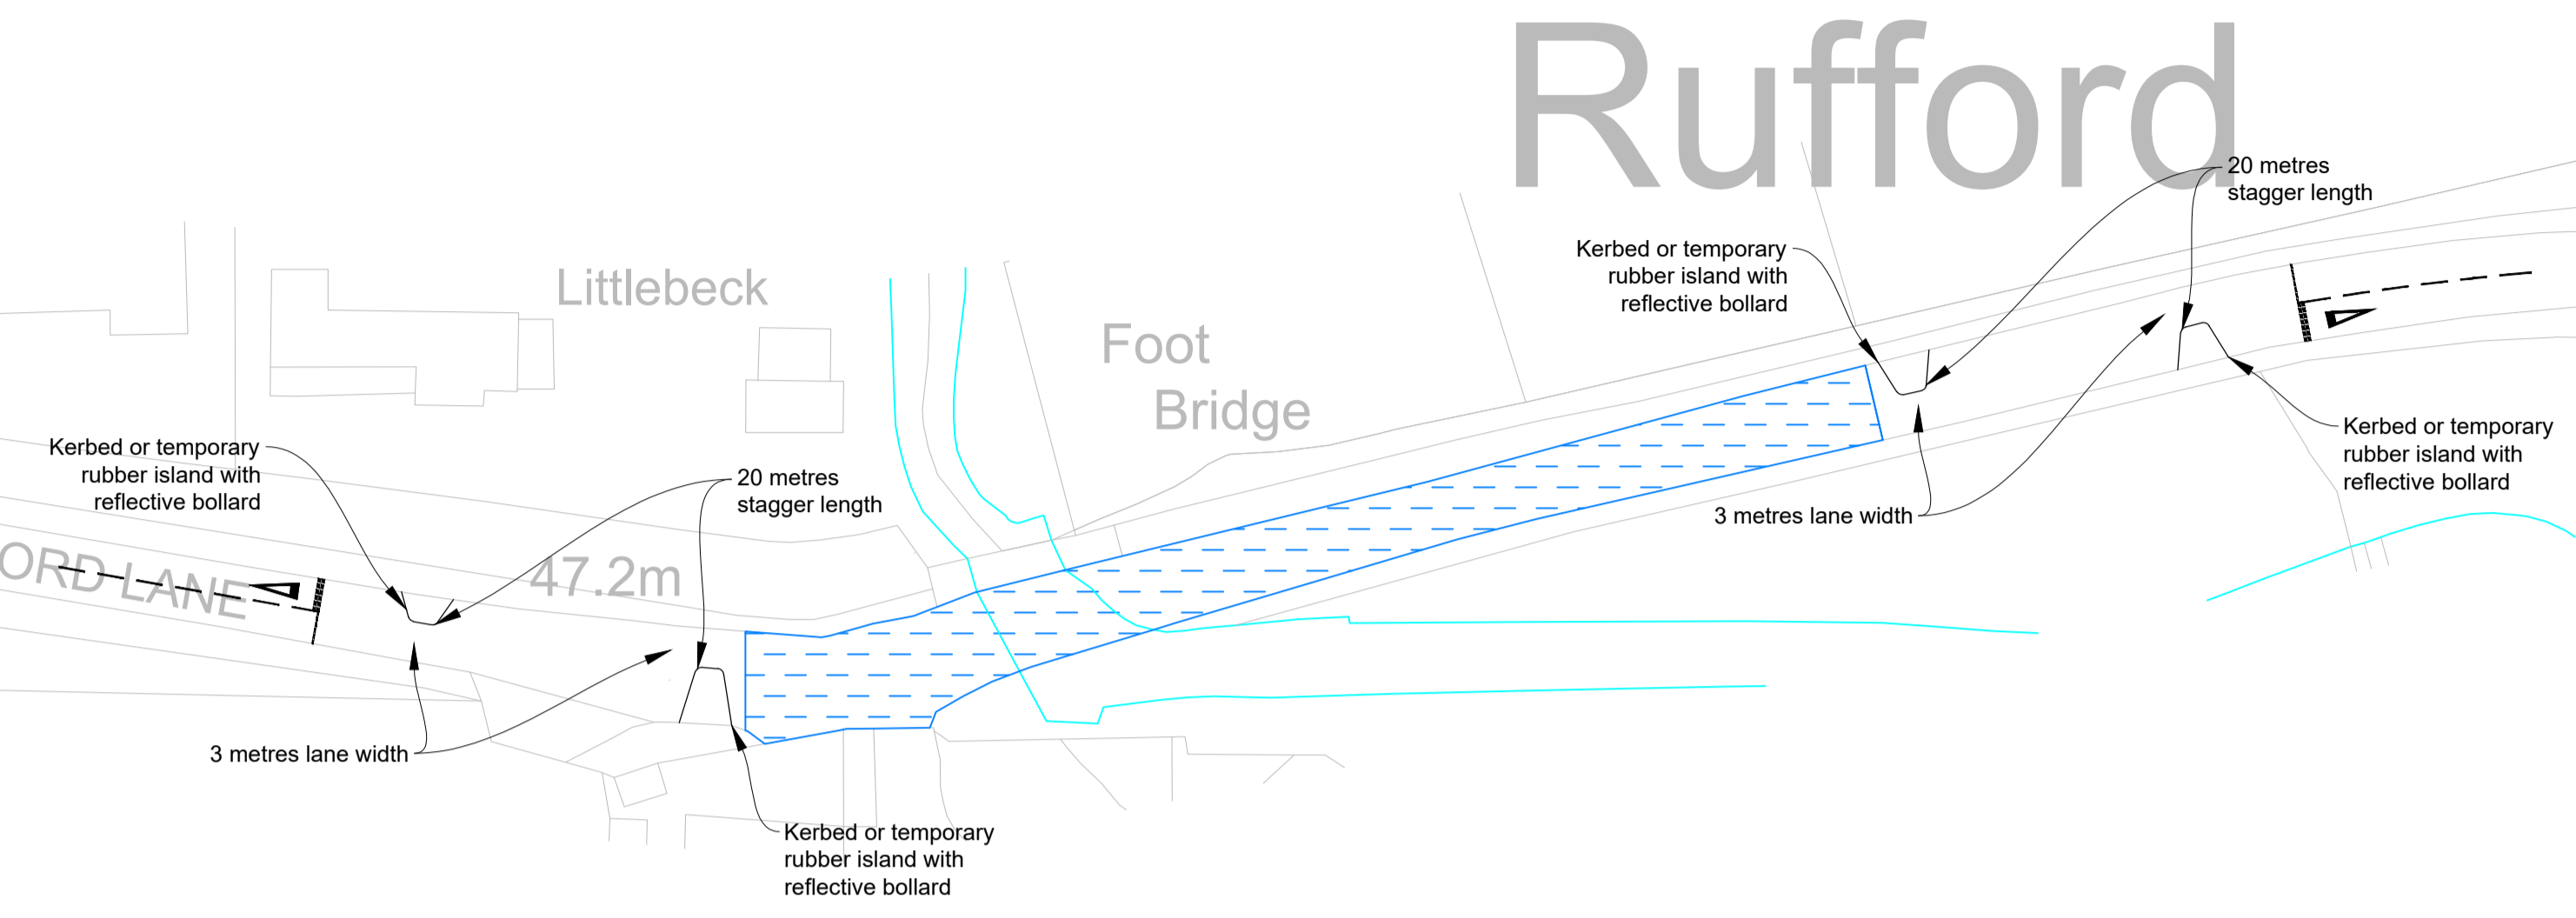 Rufford
20 metres
stagger length
Kerbed or temporary
rubber island with
reflective bollard
Littlebeck
Foot
Bridge
Kerbed or temporary
rubber island with
reflective bollard
Kerbed or temporary
rubber island with
reflective bollard
20 metres
stagger length
3 metres lane width
ORD LANE
47.2m
3 metres lane width
Kerbed or temporary
rubber island with
reflective bollard